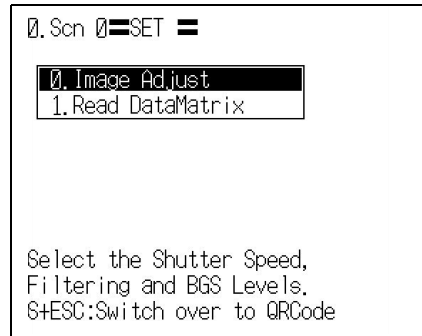 0.Scn 0=SET =
0.Image Adjust
1.Read DataMatrix
Select the Shutter Speed,
Filtering and BGS Levels.
S+ESC:Switch over to QRCode